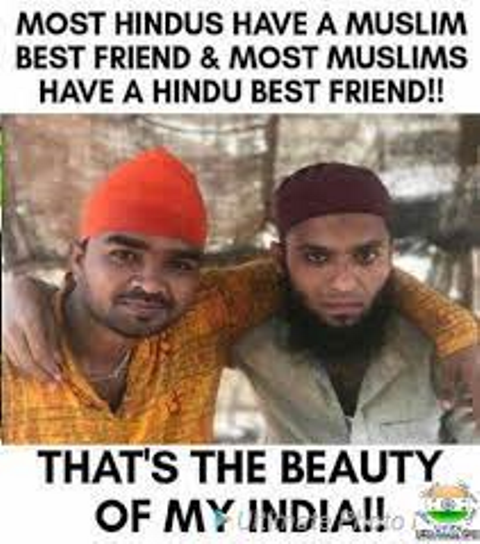 MOST HINDUS HAVE A MUSLIM
BEST FRIEND & MOST MUSLIMS
HAVE A HINDU BEST FRIEND!!
THAT'S THE BEAUTY
OF MY INDIA!!